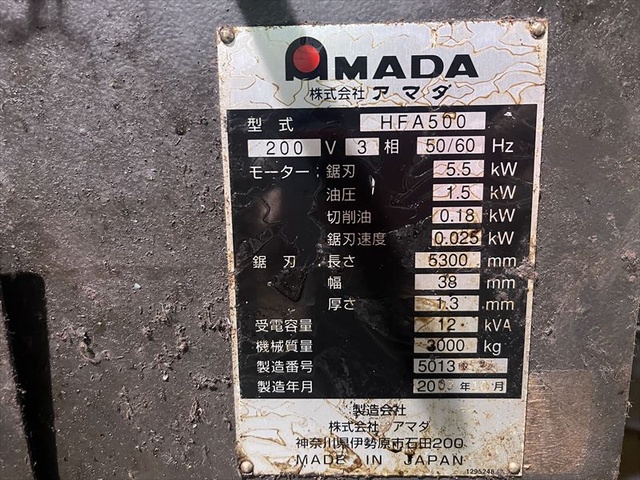 AMADA
株式会社 アマダ
型式 HFA500
200 V 3 相 50/60 Hz
モーター:鋸刃 5.5 kW
油圧 1.5 kW
切削油 0.18 kW
鋸刃速度 0.025 kW
鋸刃 長さ 5300 mm
幅 38 mm
厚さ 1.3 mm
受電容量 12 kVA
機械質量 3000 kg
製造番号
製造年月 年 月
製造会社
株式会社 アマダ
神奈川県伊勢原市石田200
MADE IN JAPAN